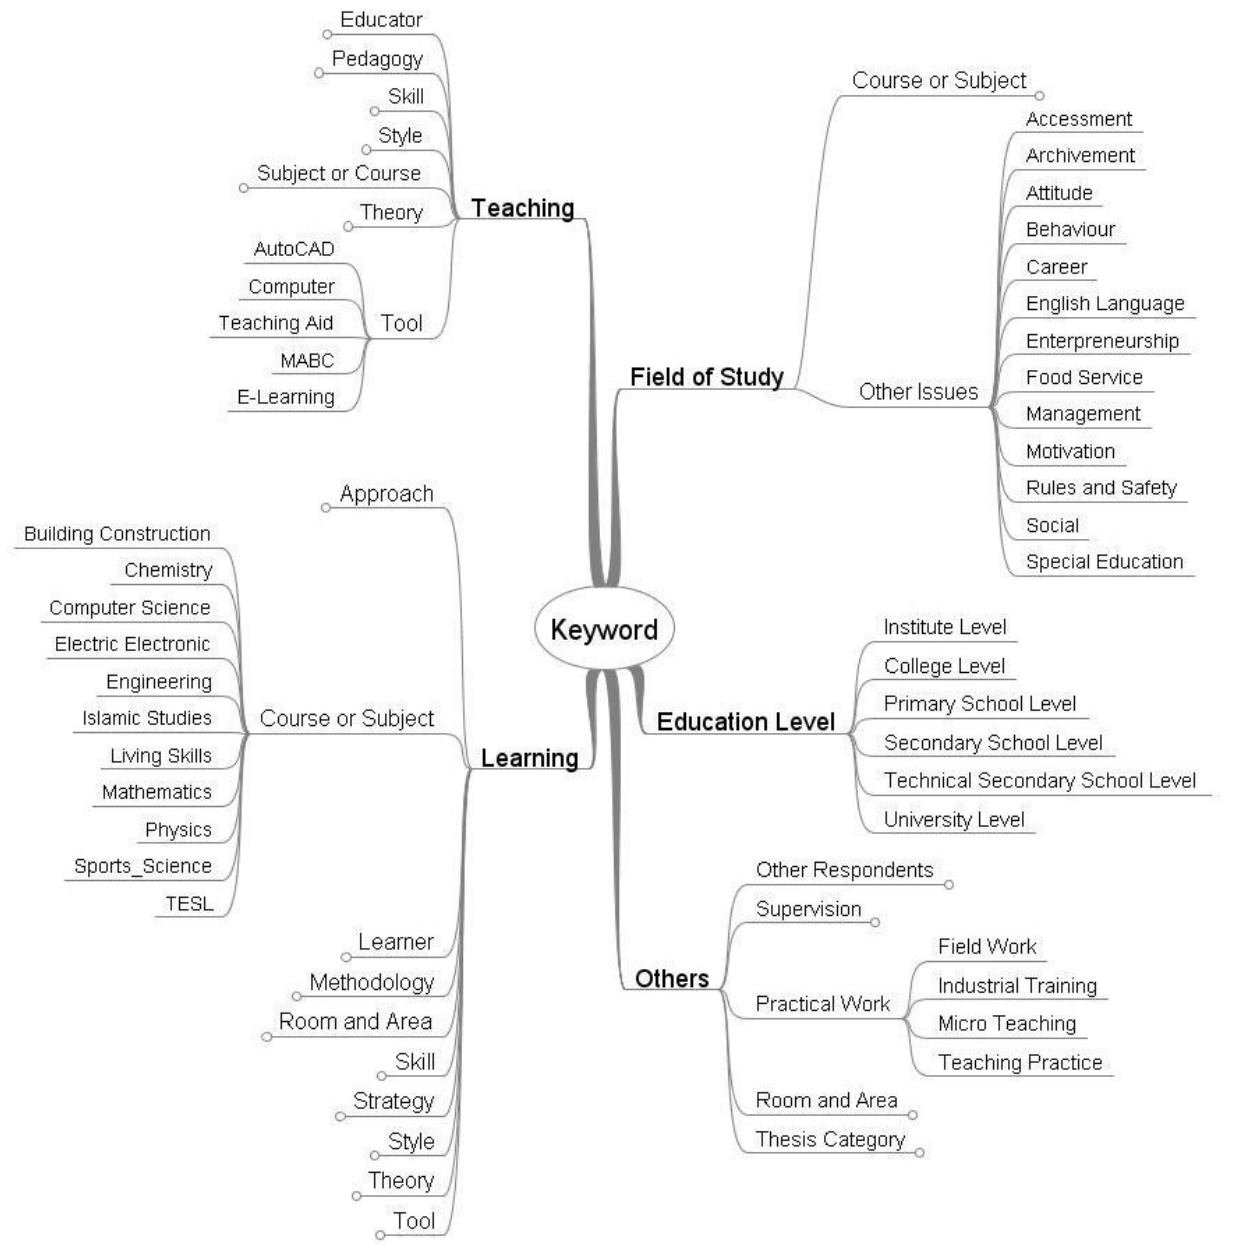 Keyword
Teaching
Educator
Pedagogy
Skill
Style
Subject or Course
Theory
Tool
AutoCAD
Computer
Teaching Aid
MABC
E-Learning
Learning
Approach
Course or Subject
Building Construction
Chemistry
Computer Science
Electric Electronic
Engineering
Islamic Studies
Living Skills
Mathematics
Physics
Sports_Science
TESL
Learner
Methodology
Room and Area
Skill
Strategy
Style
Theory
Tool
Field of Study
Course or Subject
Other Issues
Accessment
Archivement
Attitude
Behaviour
Career
English Language
Enterpreneurship
Food Service
Management
Motivation
Rules and Safety
Social
Special Education
Education Level
Institute Level
College Level
Primary School Level
Secondary School Level
Technical Secondary School Level
University Level
Others
Other Respondents
Supervision
Practical Work
Field Work
Industrial Training
Micro Teaching
Teaching Practice
Room and Area
Thesis Category